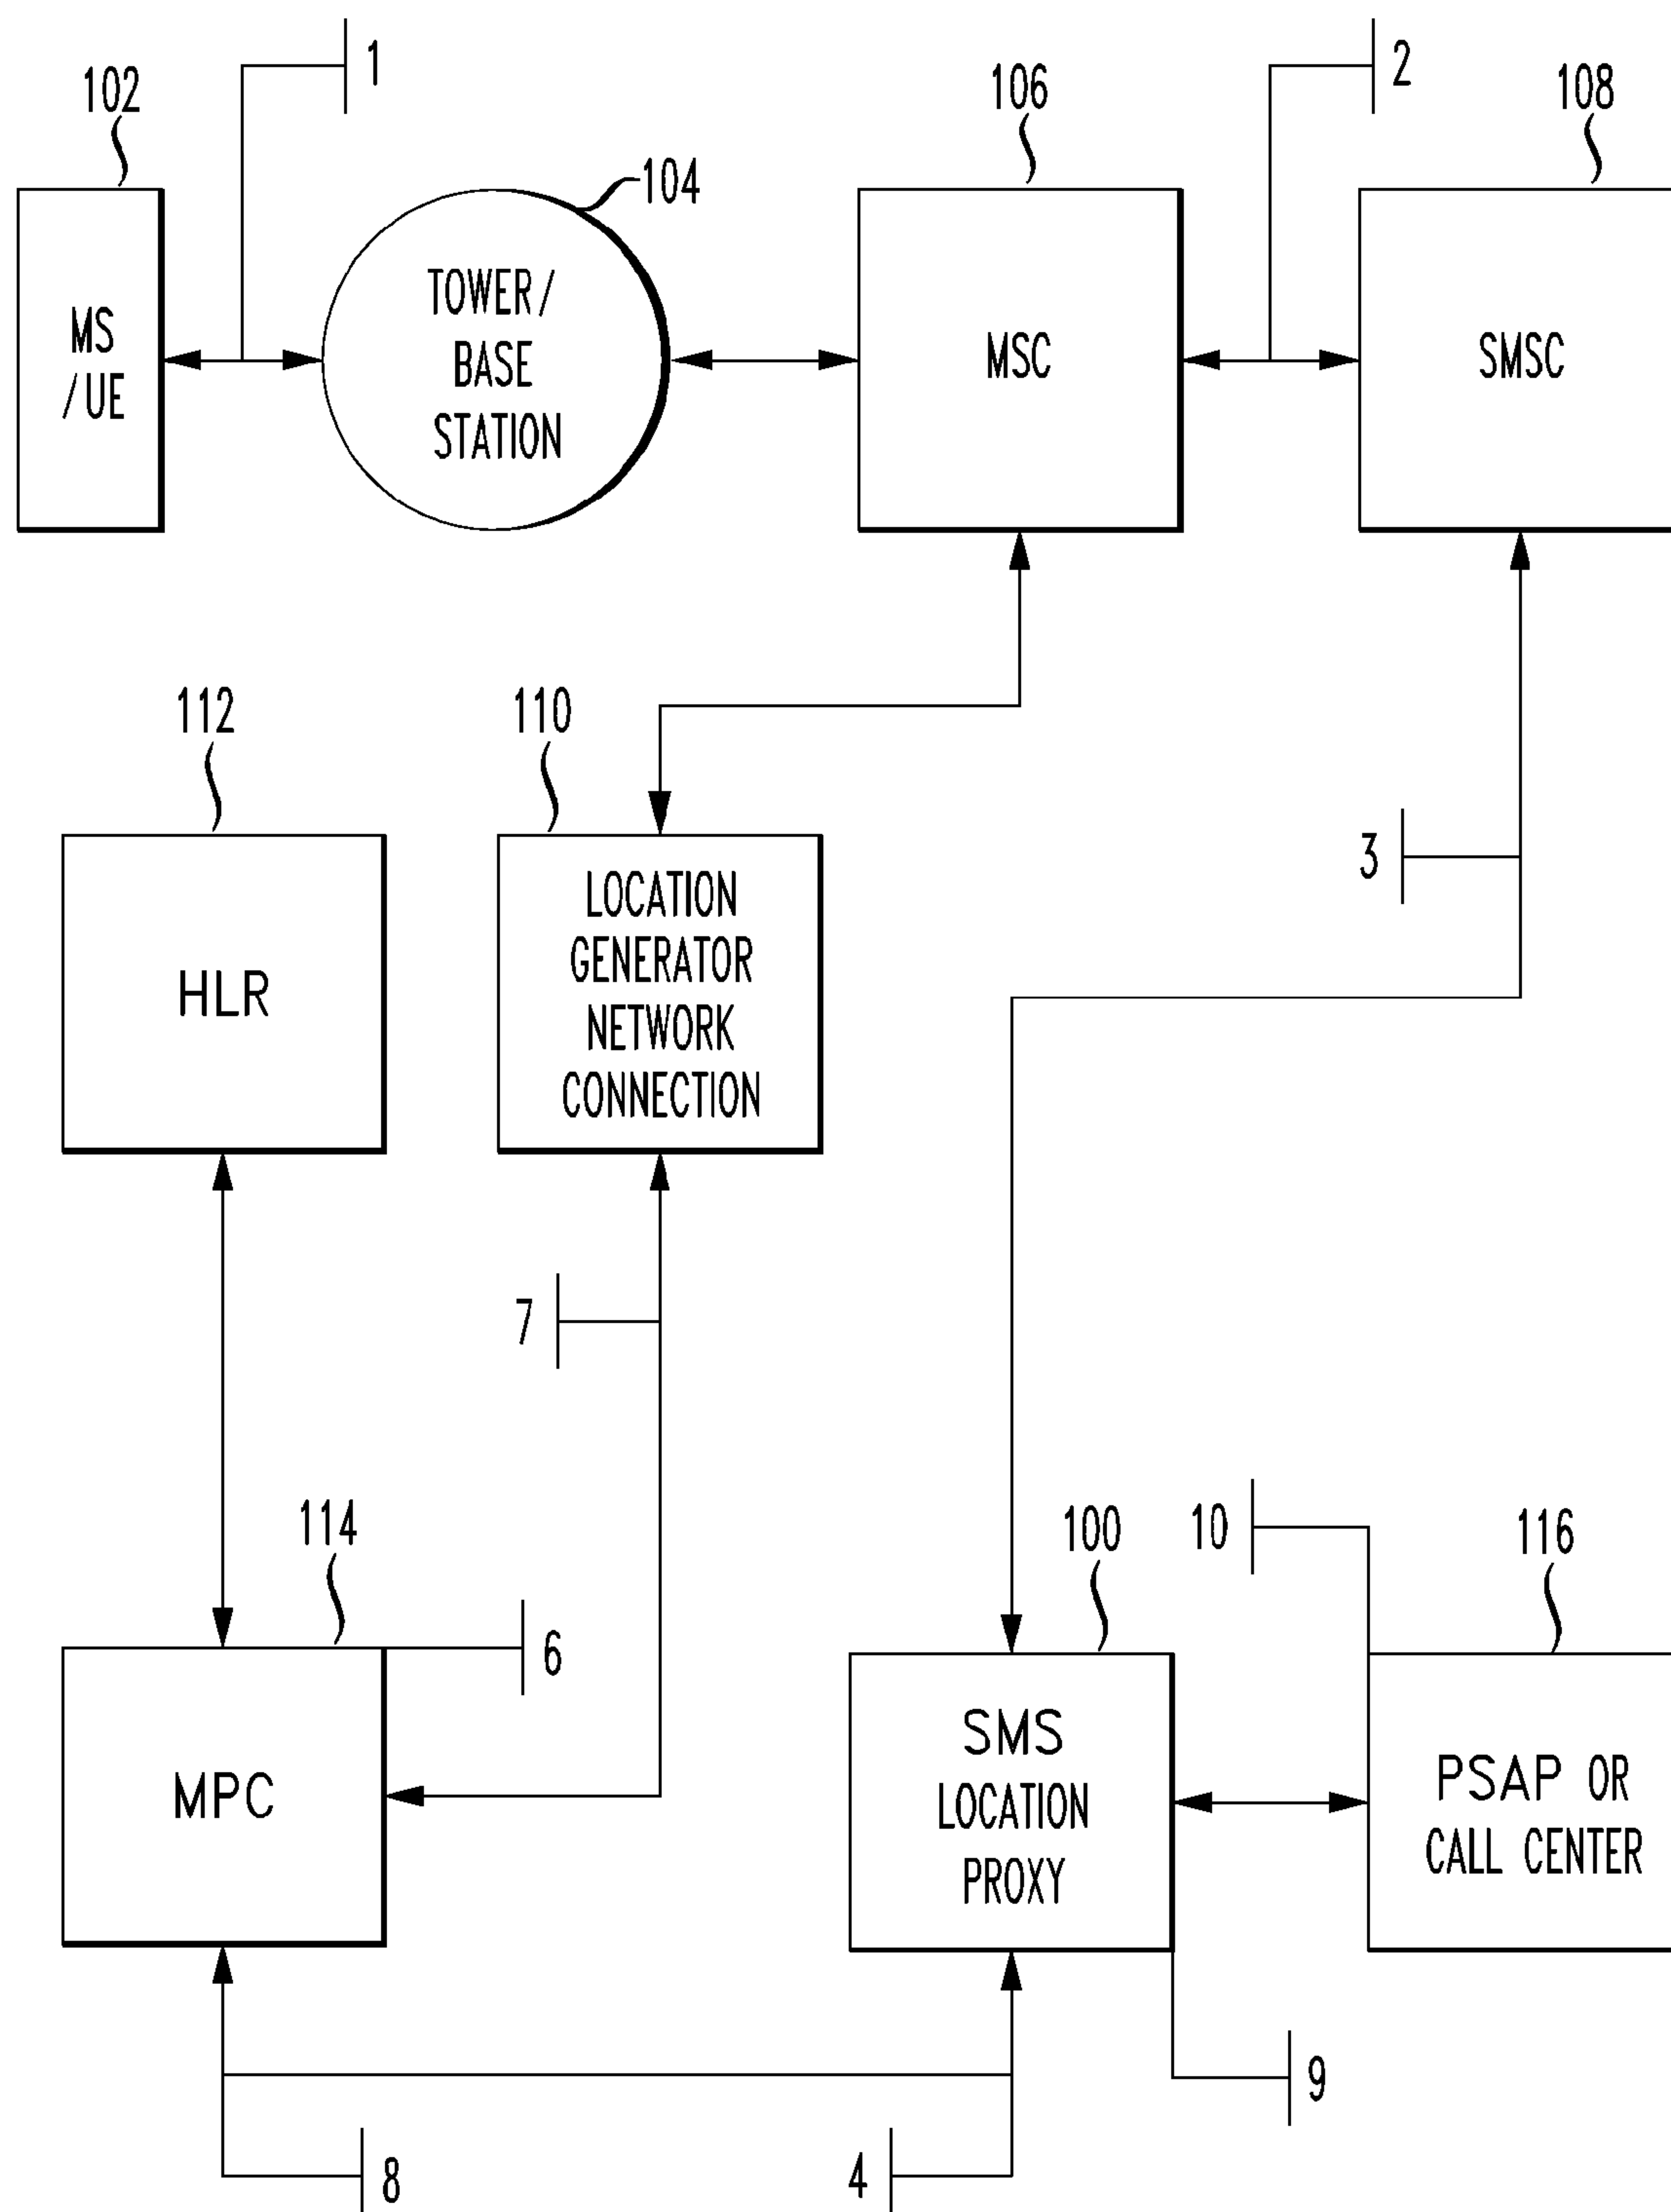 1
2
102
106
108
104
MS
/UE
TOWER/
BASE
STATION
MSC
SMSC
112
110
3
HLR
LOCATION
GENERATOR
NETWORK
CONNECTION
7
114
6
100
10
116
MPC
SMS
LOCATION
PROXY
PSAP OR
CALL CENTER
9
8
4